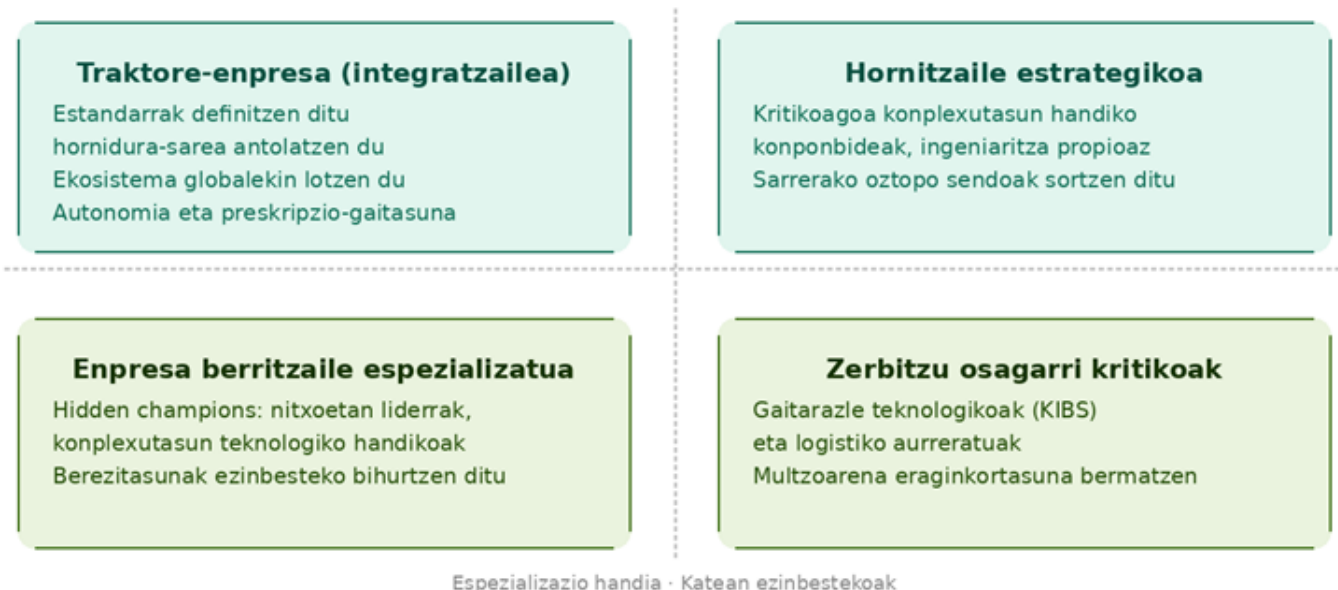 Traktore-enpresa (integratzailea)
Estandarrak definitzen ditu
hornidura-sarea antolatzen du
Ekosistema globalekin lotzen du
Autonomia eta preskripzio-gaitasuna
Hornitzaile estrategikoa
Kritikoagoa konplexutasun handiko
konponbideak, ingeniaritza propioaz
Sarrerako oztopo sendoak sortzen ditu
Enpresa berritzaile espezializatua
Hidden champions: nitxoetan liderrak,
konplexutasun teknologiko handikoak
Berezitasunak ezinbesteko bihurtzen ditu
Zerbitzu osagarri kritikoak
Gaitarazle teknologikoak (KIBS)
eta logistiko aurreratuak
Multzoarena eraginkortasuna bermatzen
Espezializazio handia · Katean ezinbestekoak